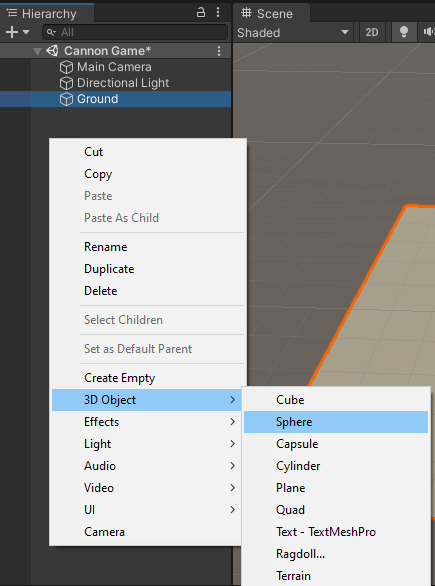 Hierarchy
Scene
All
Shaded
2D
Cannon Game*
Main Camera
Directional Light
Ground
Cut
Copy
Paste
Paste As Child
Rename
Duplicate
Delete
Select Children
Set as Default Parent
Create Empty
3D Object
Effects
Light
Audio
Video
UI
Camera
Cube
Sphere
Capsule
Cylinder
Plane
Quad
Text - TextMeshPro
Ragdoll...
Terrain